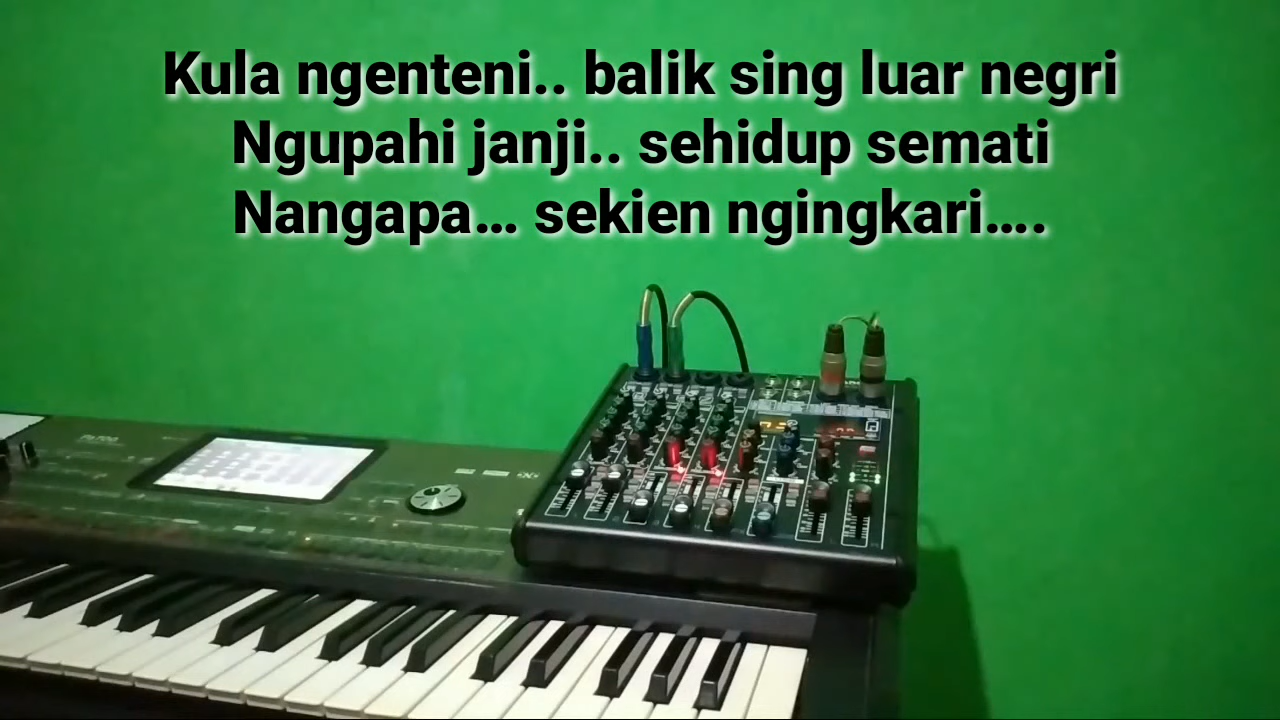 Kula ngenteni.. balik sing luar negri
Ngupahi janji.. sehidup semati
Nangapa... sekien ngingkari....